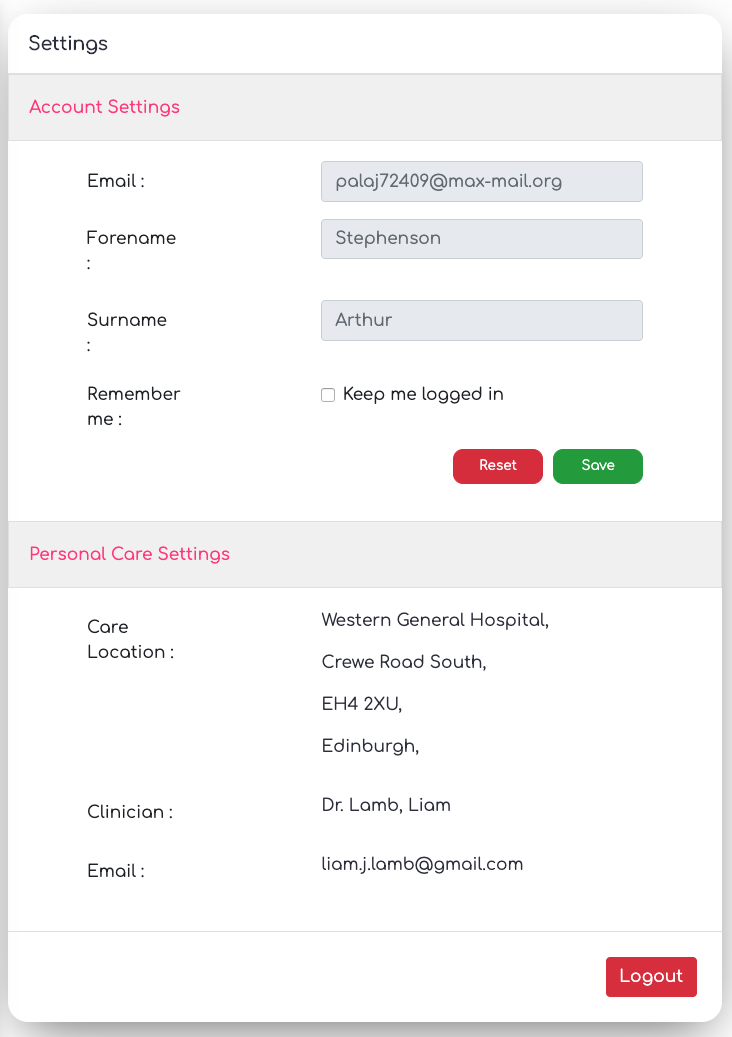 Settings
Account Settings
Email :
palaj72409@max-mail.org
Forename
:
Stephenson
Surname
:
Arthur
Remember
me :
Keep me logged in
Reset
Save
Personal Care Settings
Care
Location :
Western General Hospital,
Crewe Road South,
EH4 2XU,
Edinburgh,
Clinician :
Dr. Lamb, Liam
Email :
liam.j.lamb@gmail.com
Logout